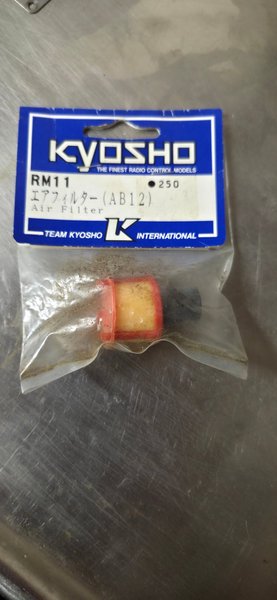 KYOSHO
THE FINEST RADIO CONTROL MODELS
RM11 ●250
エアフィルター(AB12)
Air Filter
TEAM KYOSHO K INTERNATIONAL